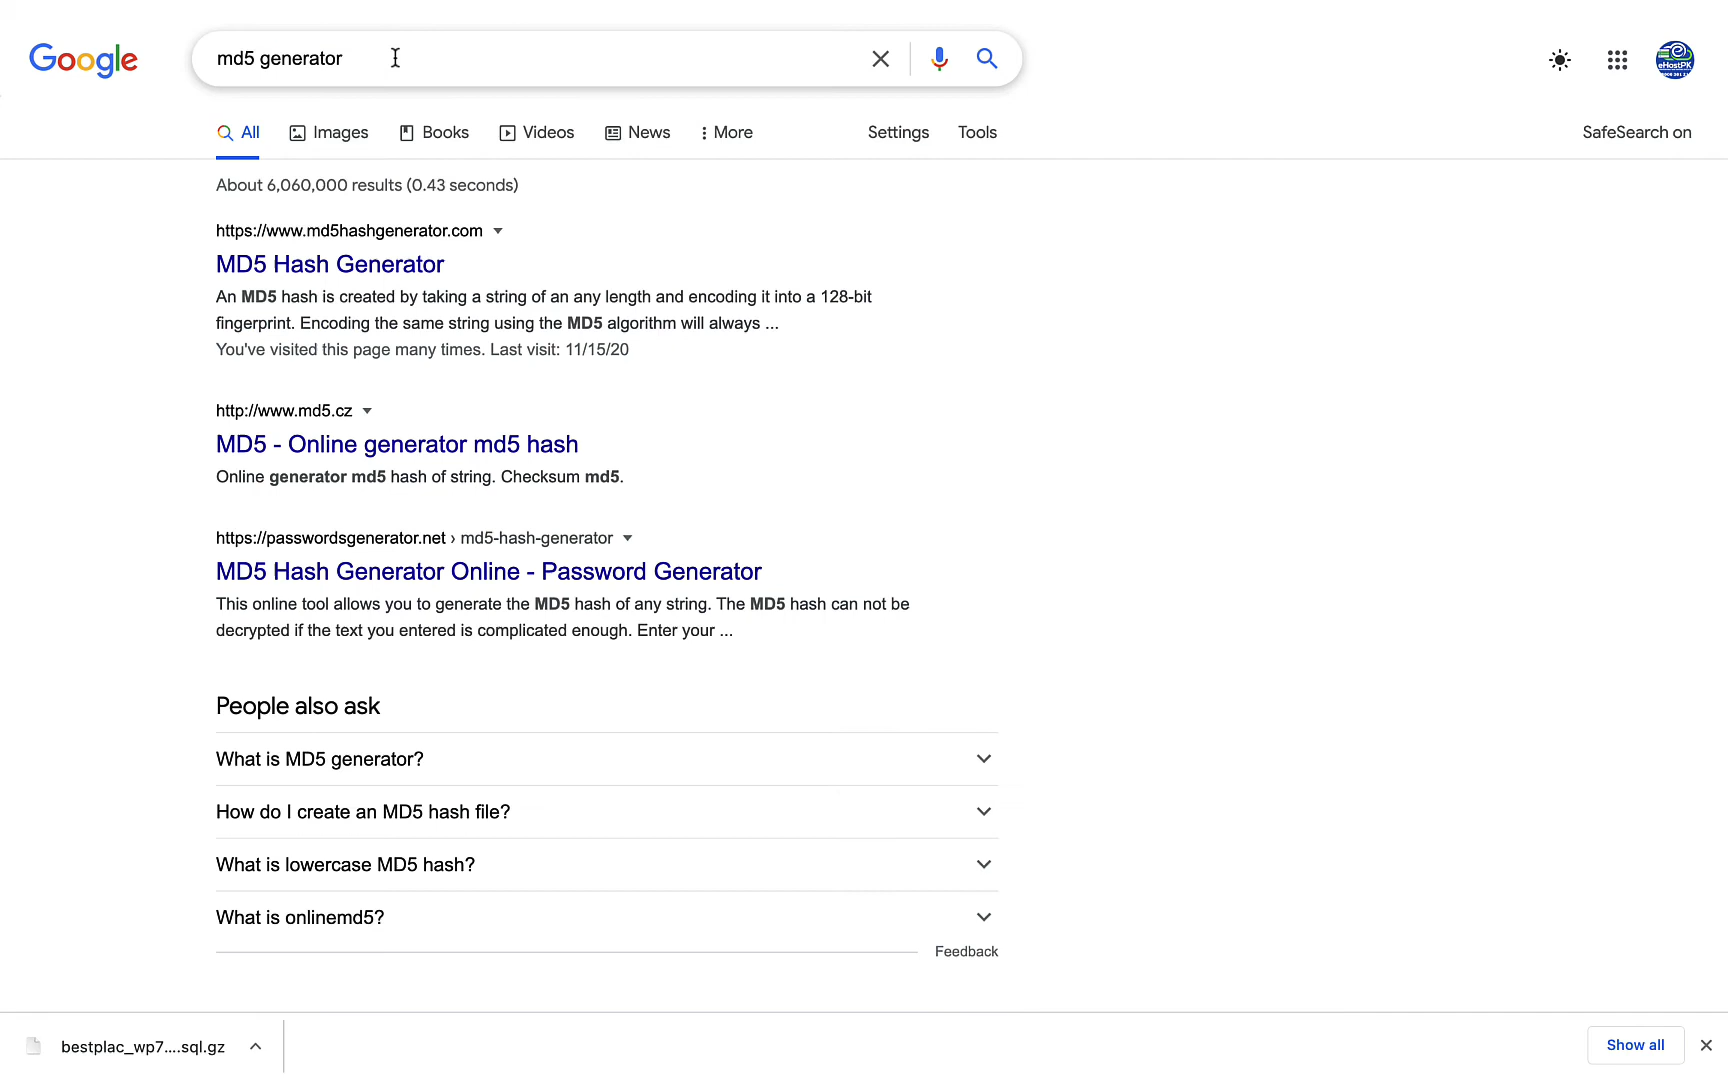 Google
md5 generator
All Images Books Videos News More Settings Tools SafeSearch on
About 6,060,000 results (0.43 seconds)
https://www.md5hashgenerator.com
MD5 Hash Generator
An MD5 hash is created by taking a string of an any length and encoding it into a 128-bit
fingerprint. Encoding the same string using the MD5 algorithm will always ...
You've visited this page many times. Last visit: 11/15/20
http://www.md5.cz
MD5 - Online generator md5 hash
Online generator md5 hash of string. Checksum md5.
https://passwordsgenerator.net › md5-hash-generator
MD5 Hash Generator Online - Password Generator
This online tool allows you to generate the MD5 hash of any string. The MD5 hash can not be
decrypted if the text you entered is complicated enough. Enter your ...
People also ask
What is MD5 generator?
How do I create an MD5 hash file?
What is lowercase MD5 hash?
What is onlinemd5?
Feedback
bestplac_wp7....sql.gz
Show all
eHostPK